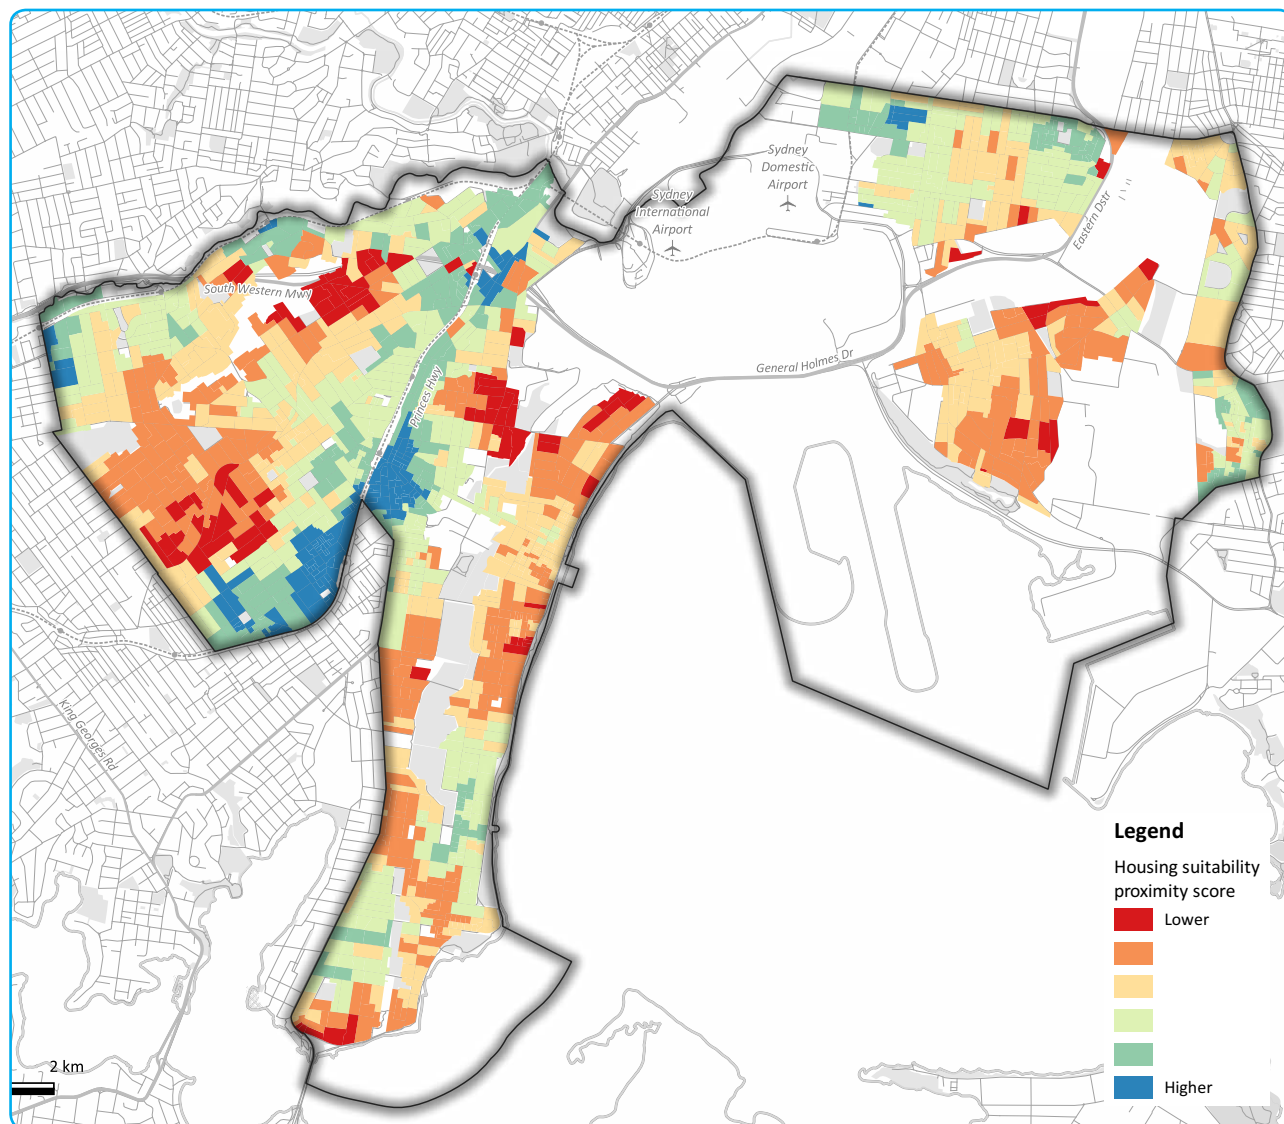 Sydney
Domestic
Airport
Sydney
International
Airport
Eastern Dstr
South Western Mwy
General Holmes Dr
Princes Hwy
King Georges Rd
Legend
Housing suitability
proximity score
Lower
Higher
2 km